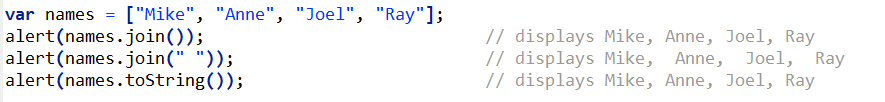 var names = ["Mike", "Anne", "Joel", "Ray"];
alert(names.join()); // displays Mike, Anne, Joel, Ray
alert(names.join(" ")); // displays Mike,  Anne,  Joel,  Ray
alert(names.toString()); // displays Mike, Anne, Joel, Ray